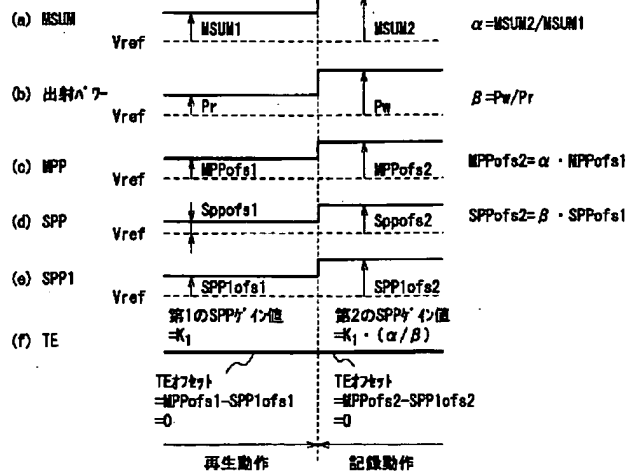 (a) MSUM MSUM1 MSUM2 α=MSUM2/MSUM1
Vref
(b) 出射ﾊﾟﾜｰ Pr Pw β=Pw/Pr
Vref
(c) MPP MPPofs1 MPPofs2 MPPofs2=α・MPPofs1
Vref
(d) SPP Sppofs1 Sppofs2 SPPofs2=β・SPPofs1
Vref
(e) SPP1 SPP1ofs1 SPP1ofs2
Vref
第1のSPPｹﾞｲﾝ値 第2のSPPｹﾞｲﾝ値
=K₁ =K₁・(α/β)
(f) TE
TEｵﾌｾｯﾄ TEｵﾌｾｯﾄ
=MPPofs1-SPP1ofs1 =MPPofs2-SPP1ofs2
=0 =0
再生動作 記録動作